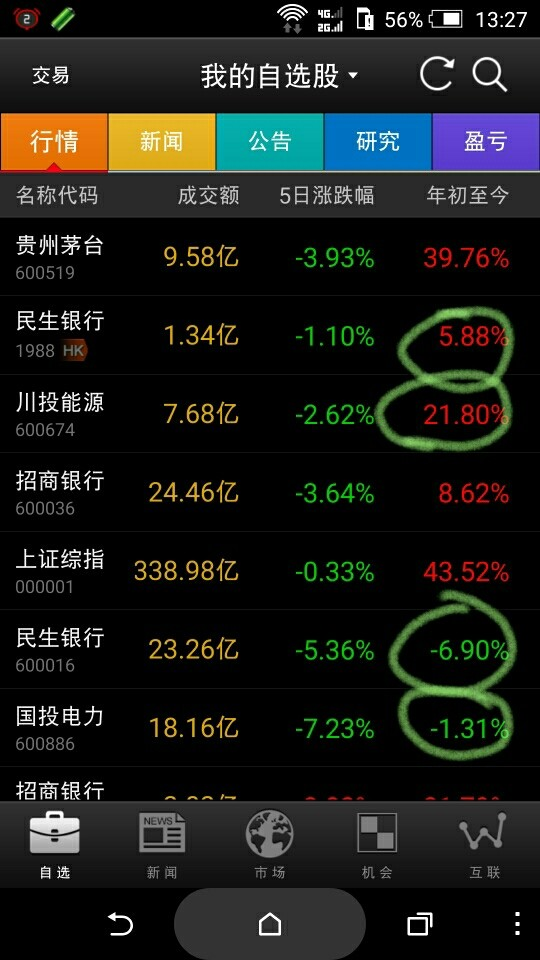 2 4G 2G 56% 13:27
交易 我的自选股
行情 新闻 公告 研究 盈亏
名称代码 成交额 5日涨跌幅 年初至今
贵州茅台 9.58亿 -3.93% 39.76%
600519
民生银行 1.34亿 -1.10% 5.88%
1988 HK
川投能源 7.68亿 -2.62% 21.80%
600674
招商银行 24.46亿 -3.64% 8.62%
600036
上证综指 338.98亿 -0.33% 43.52%
000001
民生银行 23.26亿 -5.36% -6.90%
600016
国投电力 18.16亿 -7.23% -1.31%
600886
招商银行
NEWS
自选 新闻 市场 机会 互联